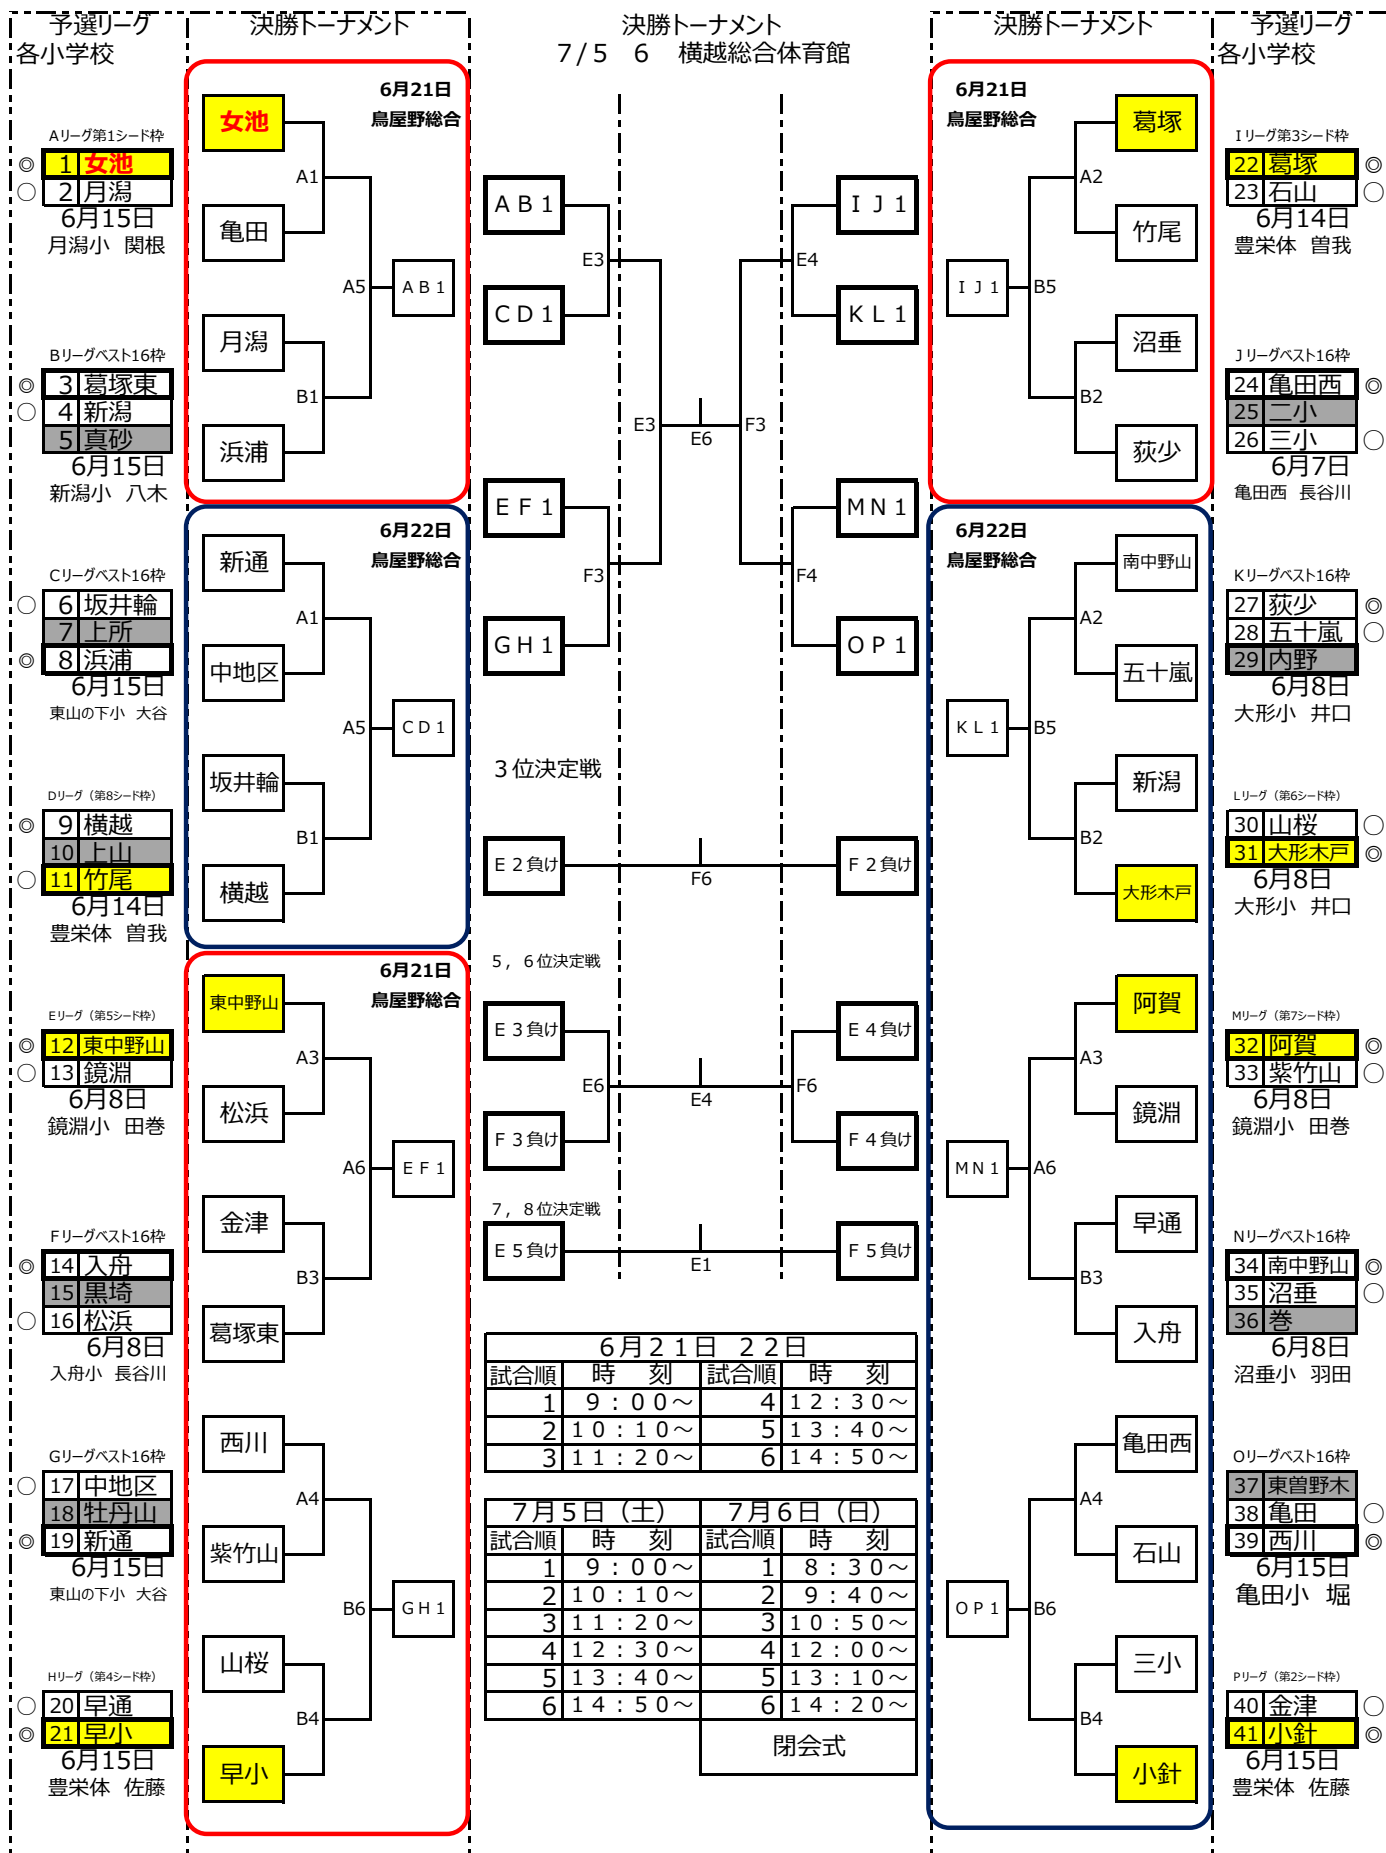 予選リーグ
各小学校
Aリーグ第1シード枠
◎ 1 女池
○ 2 月潟
6月15日
月潟小 関根
Bリーグベスト16枠
◎ 3 葛塚東
○ 4 新潟
5 真砂
6月15日
新潟小 八木
Cリーグベスト16枠
○ 6 坂井輪
7 上所
◎ 8 浜浦
6月15日
東山の下小 大谷
Dリーグ（第8シード枠）
◎ 9 横越
10 上山
○ 11 竹尾
6月14日
豊栄体 曽我
Eリーグ（第5シード枠）
◎ 12 東中野山
○ 13 鏡淵
6月8日
鏡淵小 田巻
Fリーグベスト16枠
◎ 14 入舟
15 黒埼
○ 16 松浜
6月8日
入舟小 長谷川
Gリーグベスト16枠
○ 17 中地区
18 牡丹山
◎ 19 新通
6月15日
東山の下小 大谷
Hリーグ（第4シード枠）
○ 20 早通
◎ 21 早小
6月15日
豊栄体 佐藤
決勝トーナメント
6月21日
鳥屋野総合
女池
A1
亀田
A5 AB1
月潟
B1
浜浦
6月22日
鳥屋野総合
新通
A1
中地区
A5 CD1
坂井輪
B1
横越
6月21日
鳥屋野総合
東中野山
A3
松浜
A6 EF1
金津
B3
葛塚東
西川
A4
紫竹山
B6 GH1
山桜
B4
早小
決勝トーナメント
7/5 6 横越総合体育館
AB1 IJ1
E3 E4
CD1 KL1
E3 E6 F3
EF1 MN1
F3 F4
GH1 OP1
3位決定戦
E2負け F6 F2負け
5，6位決定戦
E3負け E4負け
E6 E4 F6
F3負け F4負け
7，8位決定戦
E5負け E1 F5負け
6月21日 22日
試合順 時 刻 試合順 時 刻
1 9：00～ 4 12：30～
2 10：10～ 5 13：40～
3 11：20～ 6 14：50～
7月5日（土） 7月6日（日）
試合順 時 刻 試合順 時 刻
1 9：00～ 1 8：30～
2 10：10～ 2 9：40～
3 11：20～ 3 10：50～
4 12：30～ 4 12：00～
5 13：40～ 5 13：10～
6 14：50～ 6 14：20～
閉会式
決勝トーナメント
6月21日
鳥屋野総合
葛塚
A2
竹尾
IJ1 B5
沼垂
B2
荻少
6月22日
鳥屋野総合
南中野山
A2
五十嵐
KL1 B5
新潟
B2
大形木戸
阿賀
A3
鏡淵
MN1 A6
早通
B3
入舟
亀田西
A4
石山
OP1 B6
三小
B4
小針
予選リーグ
各小学校
Iリーグ第3シード枠
22 葛塚 ◎
23 石山 ○
6月14日
豊栄体 曽我
Jリーグベスト16枠
24 亀田西 ◎
25 二小
26 三小 ○
6月7日
亀田西 長谷川
Kリーグベスト16枠
27 荻少 ◎
28 五十嵐 ○
29 内野
6月8日
大形小 井口
Lリーグ（第6シード枠）
30 山桜 ○
31 大形木戸 ◎
6月8日
大形小 井口
Mリーグ（第7シード枠）
32 阿賀 ◎
33 紫竹山 ○
6月8日
鏡淵小 田巻
Nリーグベスト16枠
34 南中野山 ◎
35 沼垂 ○
36 巻
6月8日
沼垂小 羽田
Oリーグベスト16枠
37 東曽野木
38 亀田 ○
39 西川 ◎
6月15日
亀田小 堀
Pリーグ（第2シード枠）
40 金津 ○
41 小針 ◎
6月15日
豊栄体 佐藤